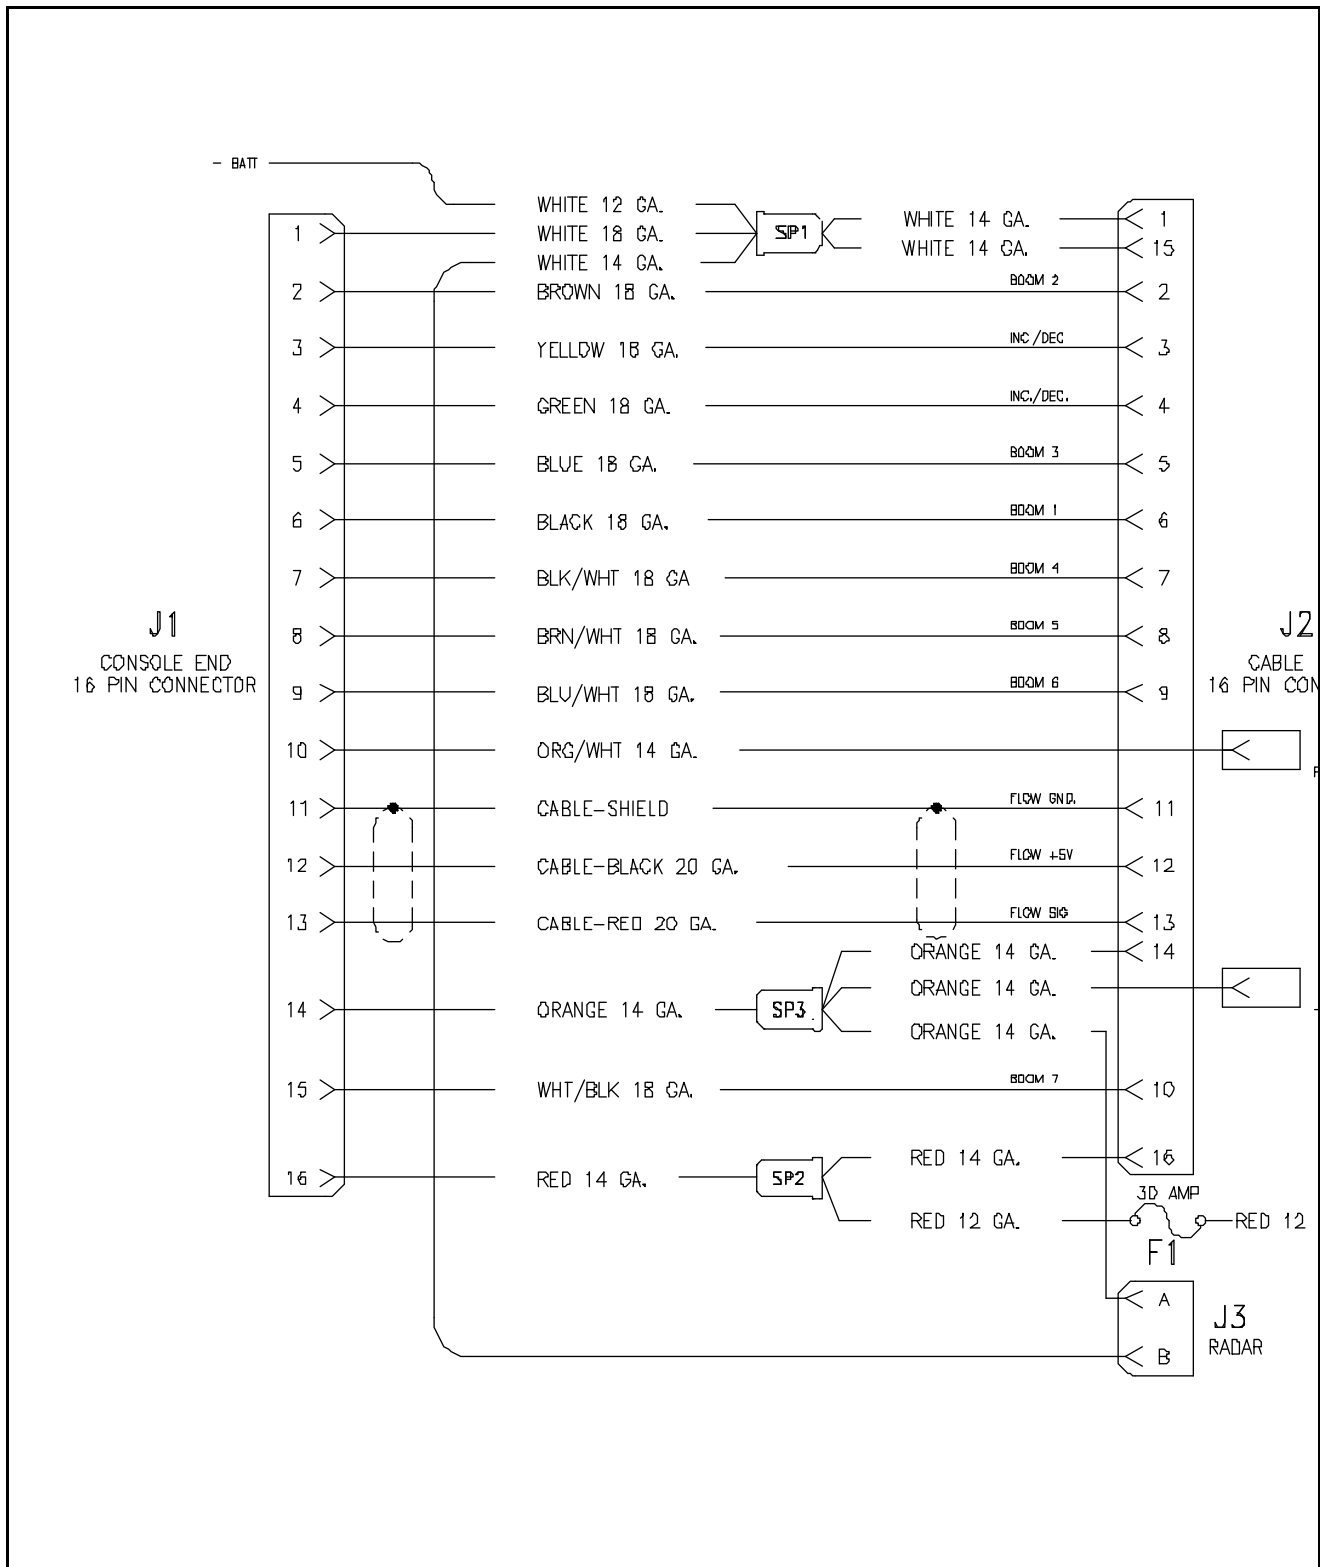 - BATT
WHITE 12 GA.
1 WHITE 18 GA. SP1 WHITE 14 GA. 1
WHITE 14 GA. WHITE 14 GA. 15
2 BROWN 18 GA. BOOM 2 2
3 YELLOW 18 GA. INC/DEC 3
4 GREEN 18 GA. INC./DEC. 4
5 BLUE 18 GA. BOOM 3 5
6 BLACK 18 GA. BOOM 1 6
7 BLK/WHT 18 GA BOOM 4 7
J1
CONSOLE END
16 PIN CONNECTOR
8 BRN/WHT 18 GA. BOOM 5 8
J2
CABLE
16 PIN CON
9 BLU/WHT 18 GA. BOOM 6 9
10 ORG/WHT 14 GA.
11 CABLE-SHIELD FLOW GND. 11
12 CABLE-BLACK 20 GA. FLOW +5V 12
13 CABLE-RED 20 GA. FLOW SIG 13
ORANGE 14 GA. 14
ORANGE 14 GA.
14 ORANGE 14 GA. SP3
ORANGE 14 GA.
15 WHT/BLK 18 GA. BOOM 7 10
RED 14 GA. 16
16 RED 14 GA. SP2
30 AMP
RED 12 GA. RED 12
F1
A
J3
RADAR
B